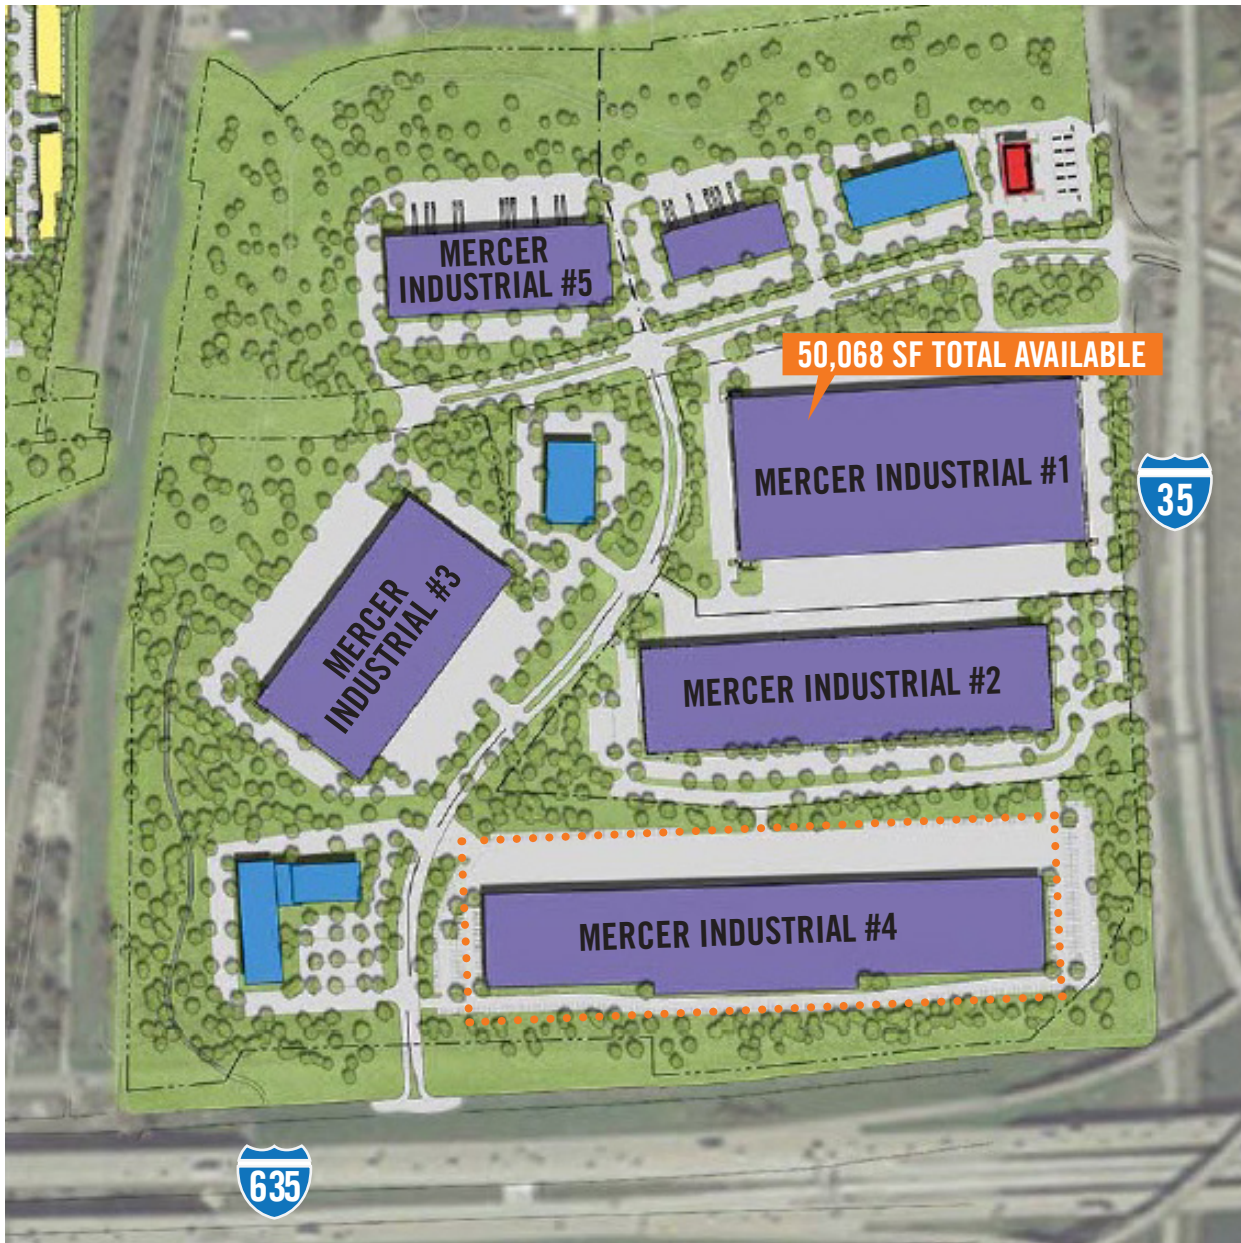 MERCER
INDUSTRIAL #5
50,068 SF TOTAL AVAILABLE
MERCER INDUSTRIAL #1
35
MERCER
INDUSTRIAL #3
MERCER INDUSTRIAL #2
MERCER INDUSTRIAL #4
635